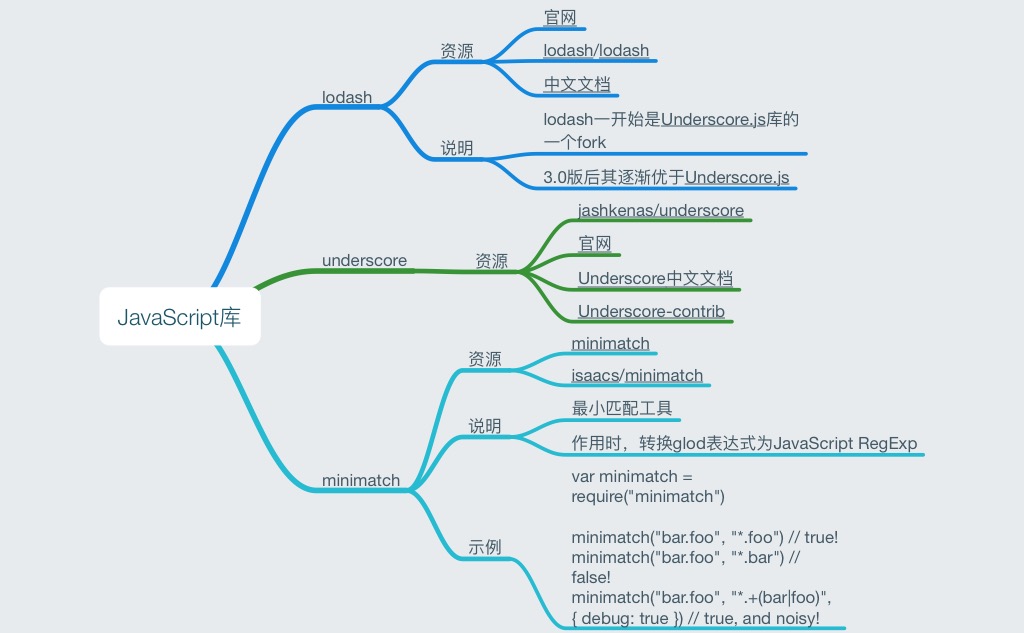 JavaScript库
lodash
资源
官网
lodash/lodash
中文文档
说明
lodash一开始是Underscore.js库的
一个fork
3.0版后其逐渐优于Underscore.js
underscore
资源
jashkenas/underscore
官网
Underscore中文文档
Underscore-contrib
minimatch
资源
minimatch
isaacs/minimatch
说明
最小匹配工具
作用时，转换glod表达式为JavaScript RegExp
示例
var minimatch =
require("minimatch")
minimatch("bar.foo", "*.foo") // true!
minimatch("bar.foo", "*.bar") //
false!
minimatch("bar.foo", "*.+(bar|foo)",
{ debug: true }) // true, and noisy!